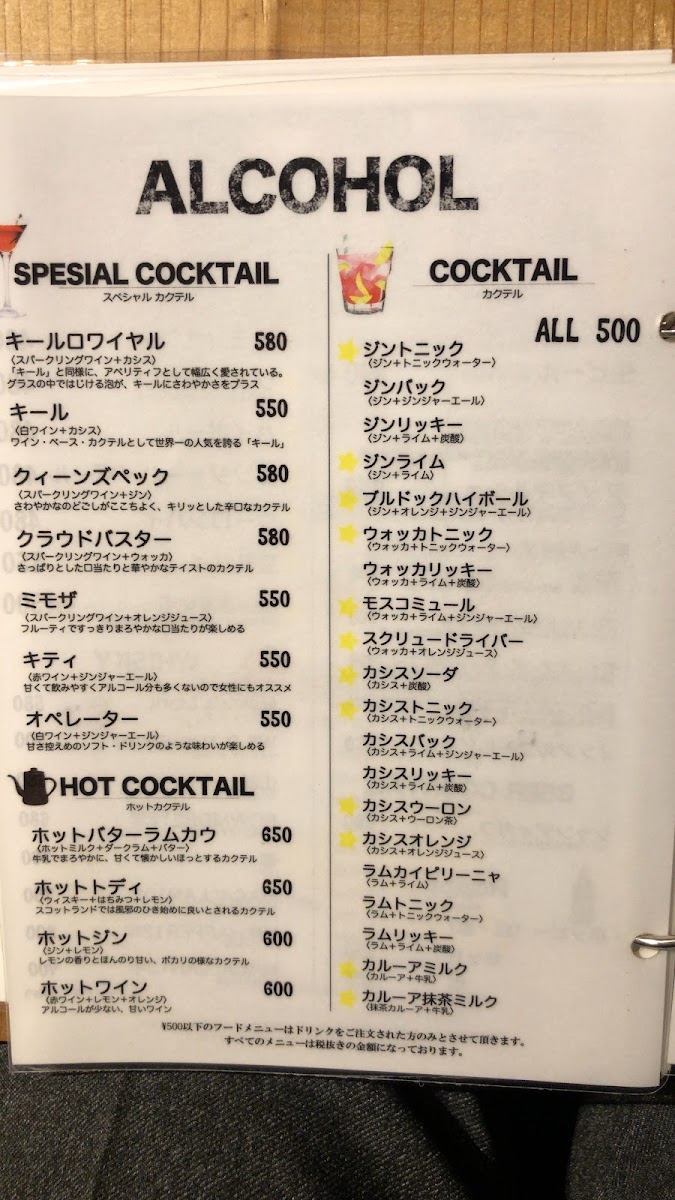 ALCOHOL
SPESIAL COCKTAIL
スペシャル カクテル
キールロワイヤル 580
〈スパークリングワイン+カシス〉
「キール」と同様に、アペリティフとして幅広く愛されている。
グラスの中ではじける泡が、キールにさわやかさをプラス
キール 550
〈白ワイン+カシス〉
ワイン・ベース・カクテルとして世界一の人気を誇る「キール」
クィーンズペック 580
〈スパークリングワイン+ジン〉
さわやかなのどごしがここちよく、キリッとした辛口なカクテル
クラウドバスター 580
〈スパークリングワイン+ウォッカ〉
さっぱりとした口当たりと華やかなテイストのカクテル
ミモザ 550
〈スパークリングワイン+オレンジジュース〉
フルーティですっきりまろやかな口当たりが楽しめる
キティ 550
〈赤ワイン+ジンジャーエール〉
甘くて飲みやすくアルコール分も多くないので女性にもオススメ
オペレーター 550
〈白ワイン+ジンジャーエール〉
甘さ控えめのソフト・ドリンクのような味わいが楽しめる
HOT COCKTAIL
ホットカクテル
ホットバターラムカウ 650
〈ホットミルク+ダークラム+バター〉
牛乳でまろやかに、甘くて懐かしいほっとするカクテル
ホットトディ 650
〈ウィスキー+はちみつ+レモン〉
スコットランドでは風邪のひき始めに良いとされるカクテル
ホットジン 600
〈ジン+レモン〉
レモンの香りとほんのり甘い、ポカリの様なカクテル
ホットワイン 600
〈赤ワイン+レモン+オレンジ〉
アルコールが少ない、甘いワイン
COCKTAIL
カクテル
ALL 500
ジントニック
〈ジン+トニックウォーター〉
ジンバック
〈ジン+ジンジャーエール〉
ジンリッキー
〈ジン+ライム+炭酸〉
ジンライム
〈ジン+ライム〉
ブルドックハイボール
〈ジン+オレンジ+ジンジャーエール〉
ウォッカトニック
〈ウォッカ+トニックウォーター〉
ウォッカリッキー
〈ウォッカ+ライム+炭酸〉
モスコミュール
〈ウォッカ+ライム+ジンジャーエール〉
スクリュードライバー
〈ウォッカ+オレンジジュース〉
カシスソーダ
〈カシス+炭酸〉
カシストニック
〈カシス+トニックウォーター〉
カシスバック
〈カシス+ライム+ジンジャーエール〉
カシスリッキー
〈カシス+ライム+炭酸〉
カシスウーロン
〈カシス+ウーロン茶〉
カシスオレンジ
〈カシス+オレンジジュース〉
ラムカイピリーニャ
〈ラム+ライム〉
ラムトニック
〈ラム+トニックウォーター〉
ラムリッキー
〈ラム+ライム+炭酸〉
カルーアミルク
〈カルーア+牛乳〉
カルーア抹茶ミルク
〈抹茶カルーア+牛乳〉
¥500以下のフードメニューはドリンクをご注文された方のみとさせて頂きます。
すべてのメニューは税抜きの金額になっております。